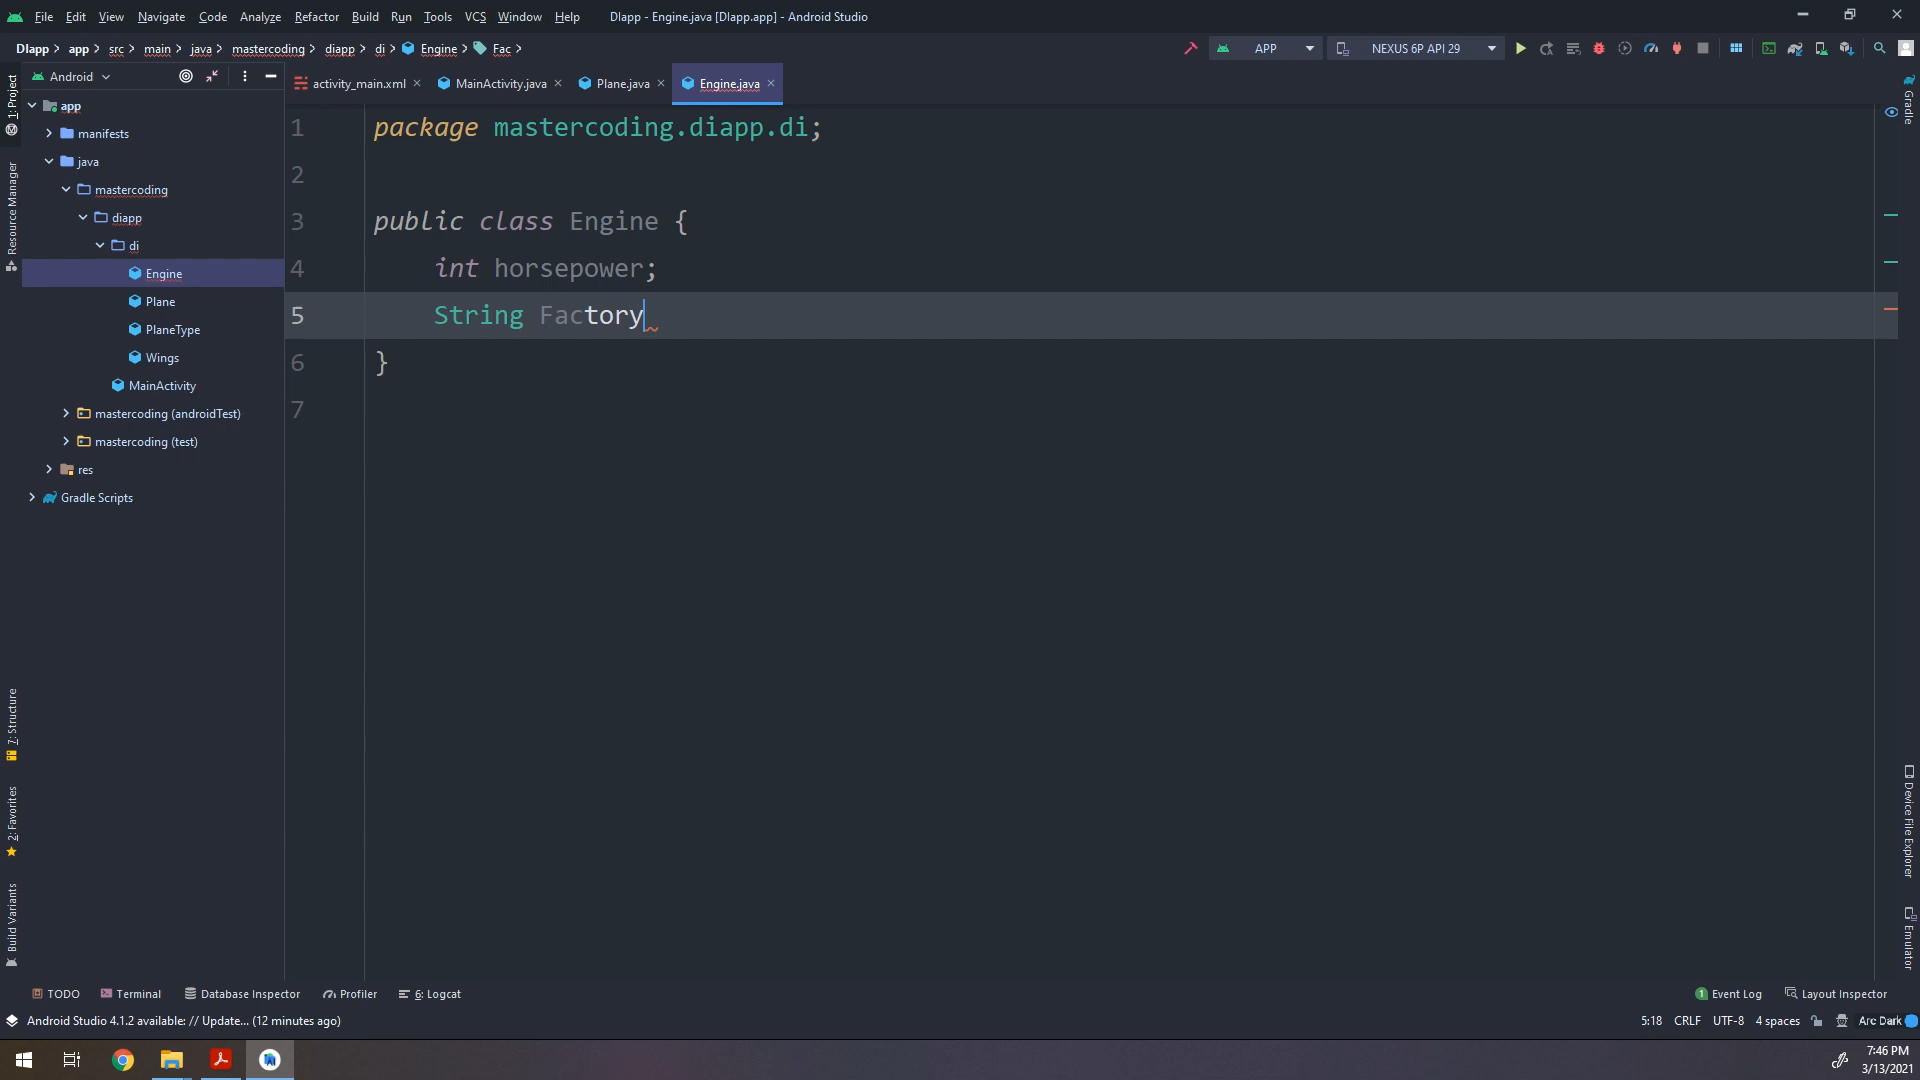 File Edit View Navigate Code Analyze Refactor Build Run Tools VCS Window Help DIapp - Engine.java [DIapp.app] - Android Studio
DIapp app src main java mastercoding diapp di Engine Fac APP NEXUS 6P API 29
Android activity_main.xml MainActivity.java Plane.java Engine.java
app
manifests
java
mastercoding
diapp
di
Engine
Plane
PlaneType
Wings
MainActivity
mastercoding (androidTest)
mastercoding (test)
res
Gradle Scripts
1: Project
Resource Manager
7: Structure
2: Favorites
Build Variants
1 package mastercoding.diapp.di;
2
3 public class Engine {
4 int horsepower;
5 String Factory
6 }
7
Gradle
Device File Explorer
Emulator
TODO Terminal Database Inspector Profiler 6: Logcat 1 Event Log Layout Inspector
Android Studio 4.1.2 available: // Update... (12 minutes ago) 5:18 CRLF UTF-8 4 spaces Arc Dark
7:46 PM
3/13/2021